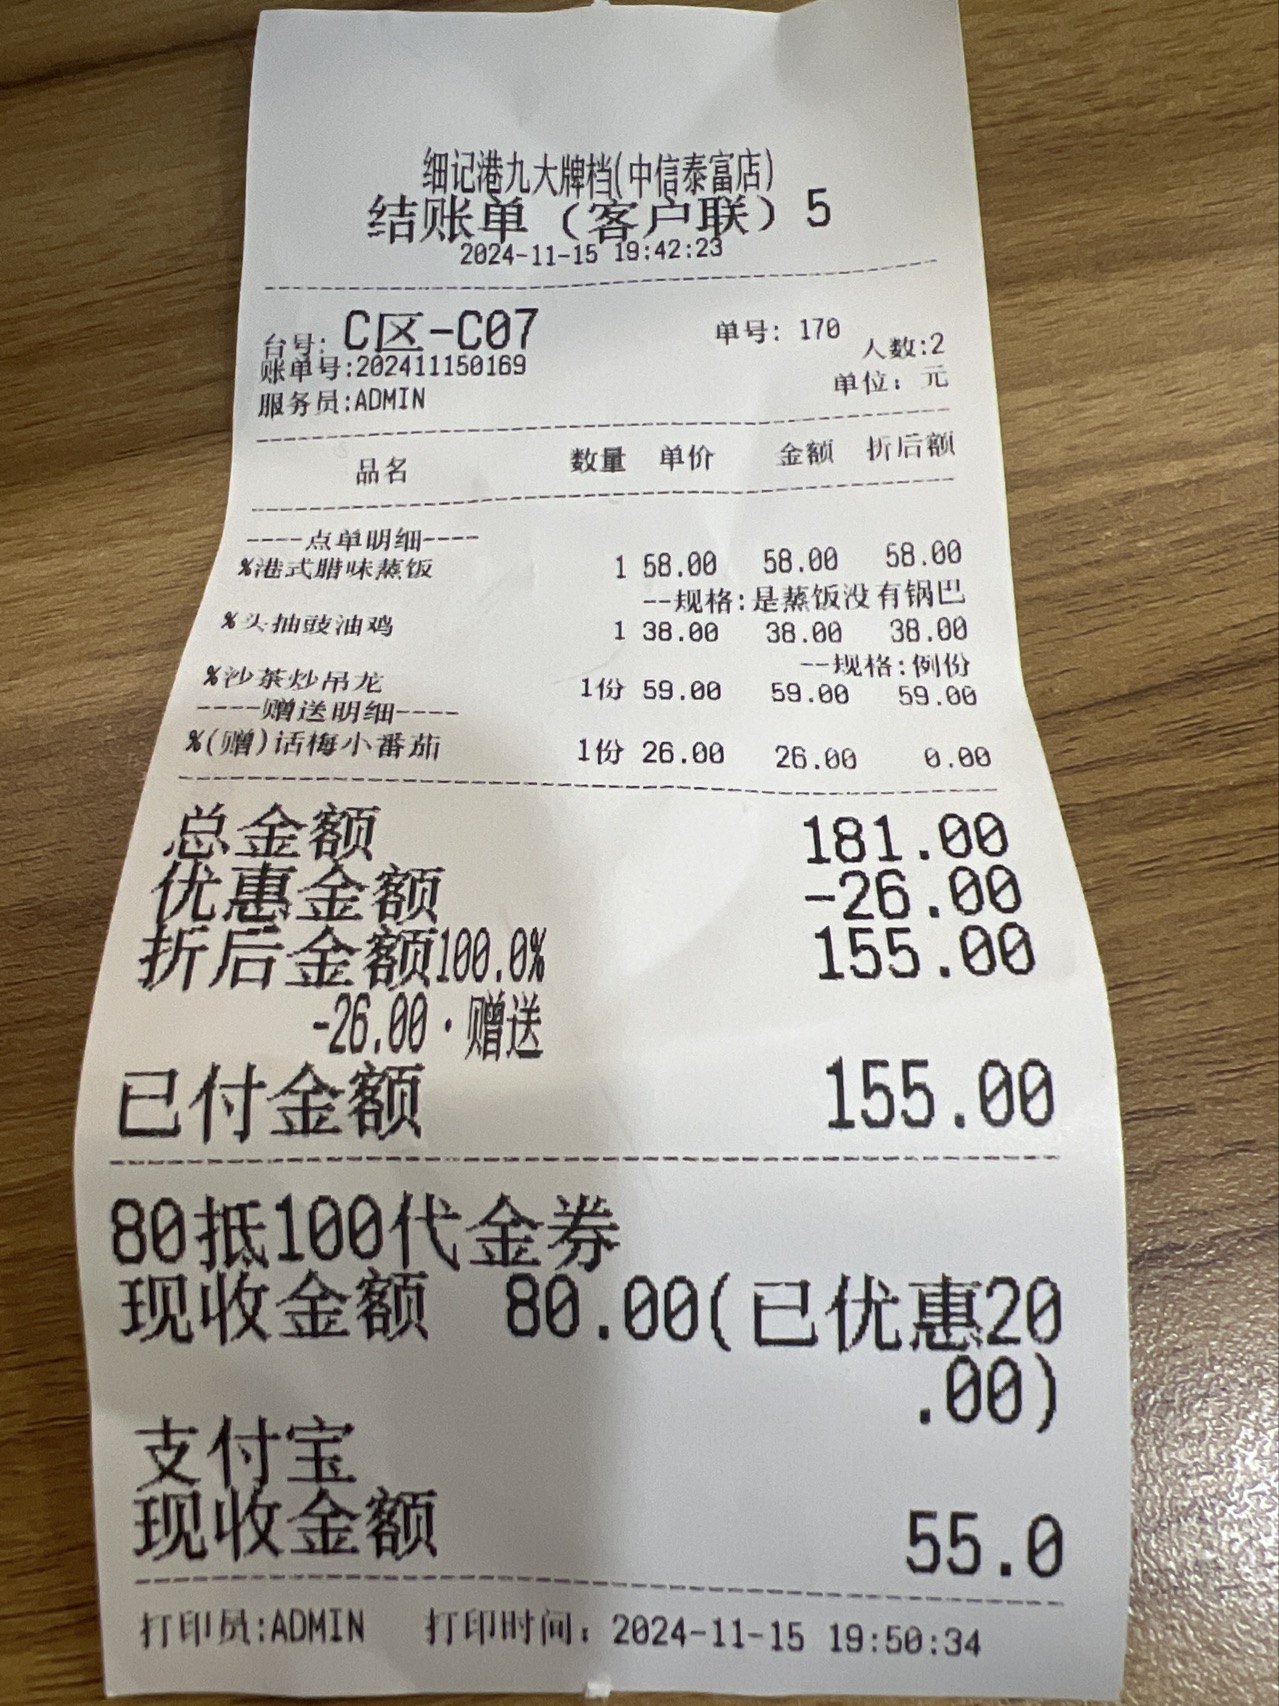 细记港九大牌档(中信泰富店)
结账单（客户联）5
2024-11-15 19:42:23
台号: C区-C07 单号: 170
账单号:202411150169 人数:2
服务员:ADMIN 单位: 元
品名 数量 单价 金额 折后额
----点单明细----
%港式腊味蒸饭 1 58.00 58.00 58.00
--规格:是蒸饭没有锅巴
%头抽豉油鸡 1 38.00 38.00 38.00
--规格:例份
%沙茶炒吊龙 1份 59.00 59.00 59.00
----赠送明细----
%(赠)话梅小番茄 1份 26.00 26.00 0.00
总金额 181.00
优惠金额 -26.00
折后金额100.0% 155.00
-26.00·赠送
已付金额 155.00
80抵100代金券
现收金额 80.00(已优惠20
.00)
支付宝
现收金额 55.0
打印员:ADMIN 打印时间: 2024-11-15 19:50:34